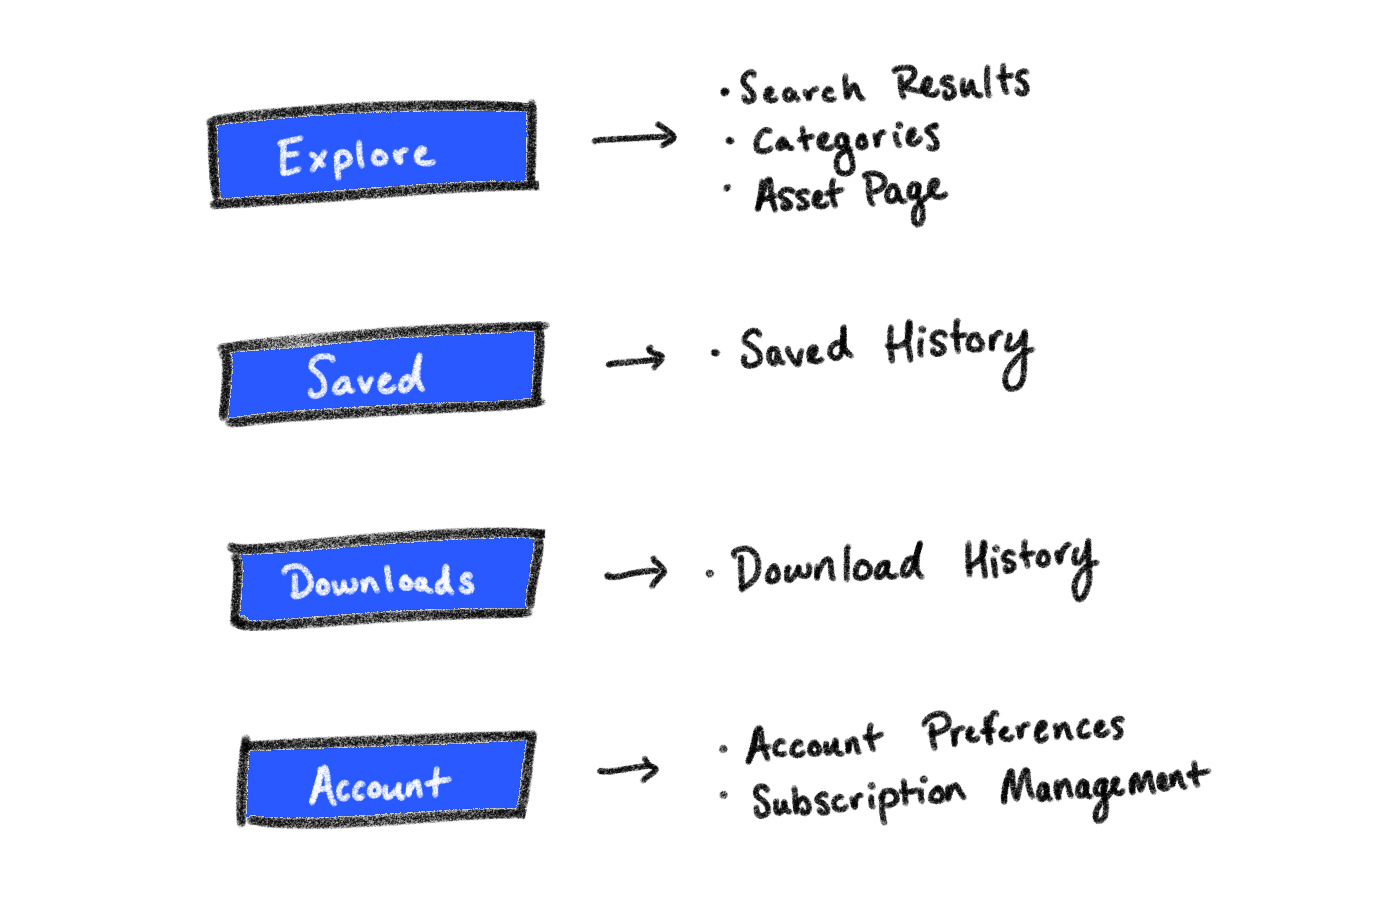 Explore
• Search Results
• Categories
• Asset Page
Saved
• Saved History
Downloads
• Download History
Account
• Account Preferences
• Subscription Management